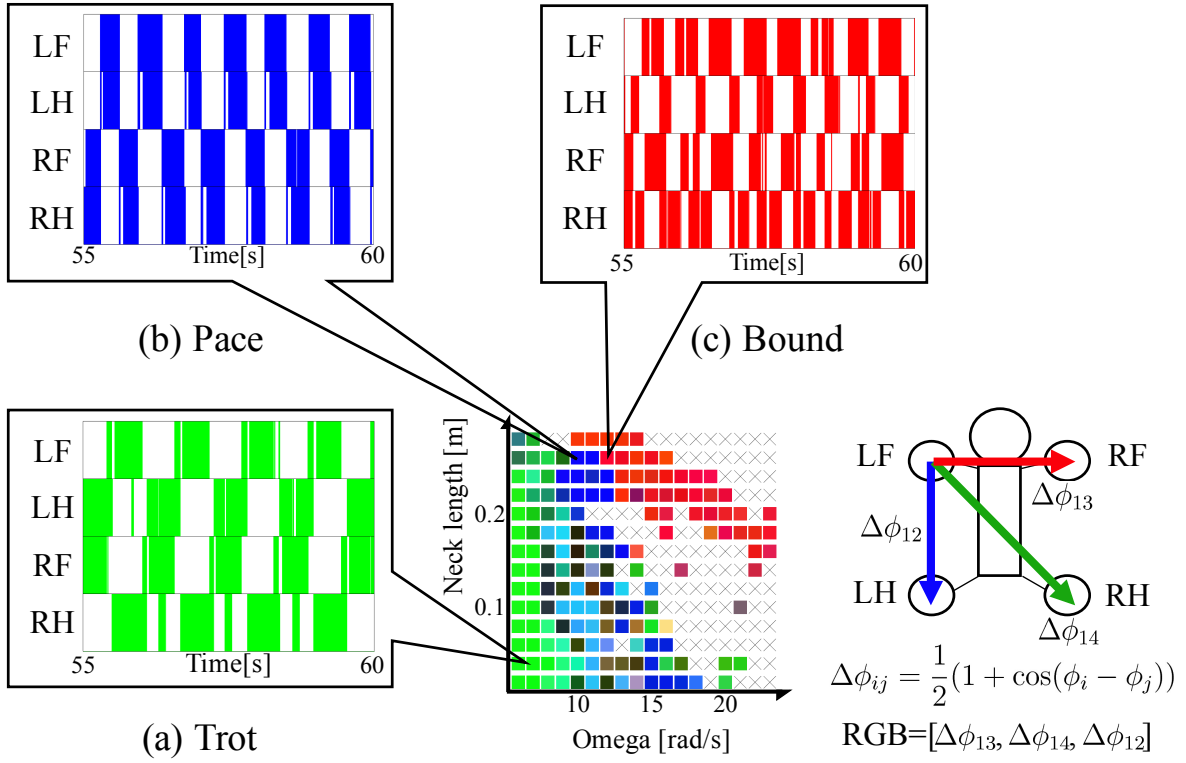 LF
LH
RF
RH
55
Time[s]
60
(b) Pace
LF
LH
RF
RH
55
Time[s]
60
(c) Bound
LF
LH
RF
RH
55
Time[s]
60
(a) Trot
Neck length [m]
0.2
0.1
10
15
20
Omega [rad/s]
LF
RF
Δϕ₁₃
Δϕ₁₂
LH
RH
Δϕ₁₄
Δϕᵢⱼ = 1/2(1 + cos(ϕᵢ − ϕⱼ))
RGB=[Δϕ₁₃, Δϕ₁₄, Δϕ₁₂]